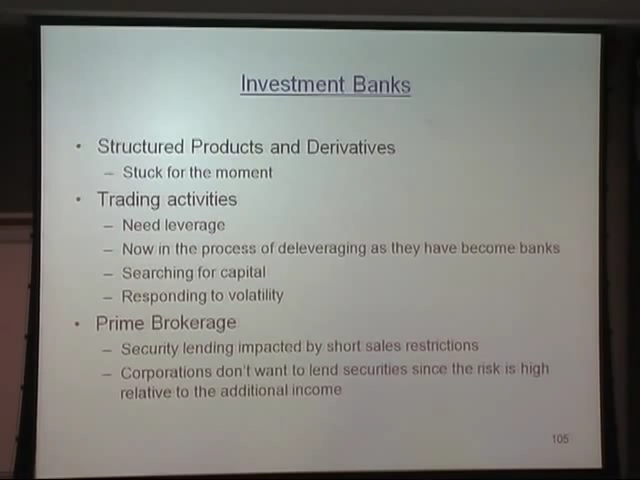 Investment Banks
• Structured Products and Derivatives
– Stuck for the moment
• Trading activities
– Need leverage
– Now in the process of deleveraging as they have become banks
– Searching for capital
– Responding to volatility
• Prime Brokerage
– Security lending impacted by short sales restrictions
– Corporations don't want to lend securities since the risk is high
relative to the additional income
105